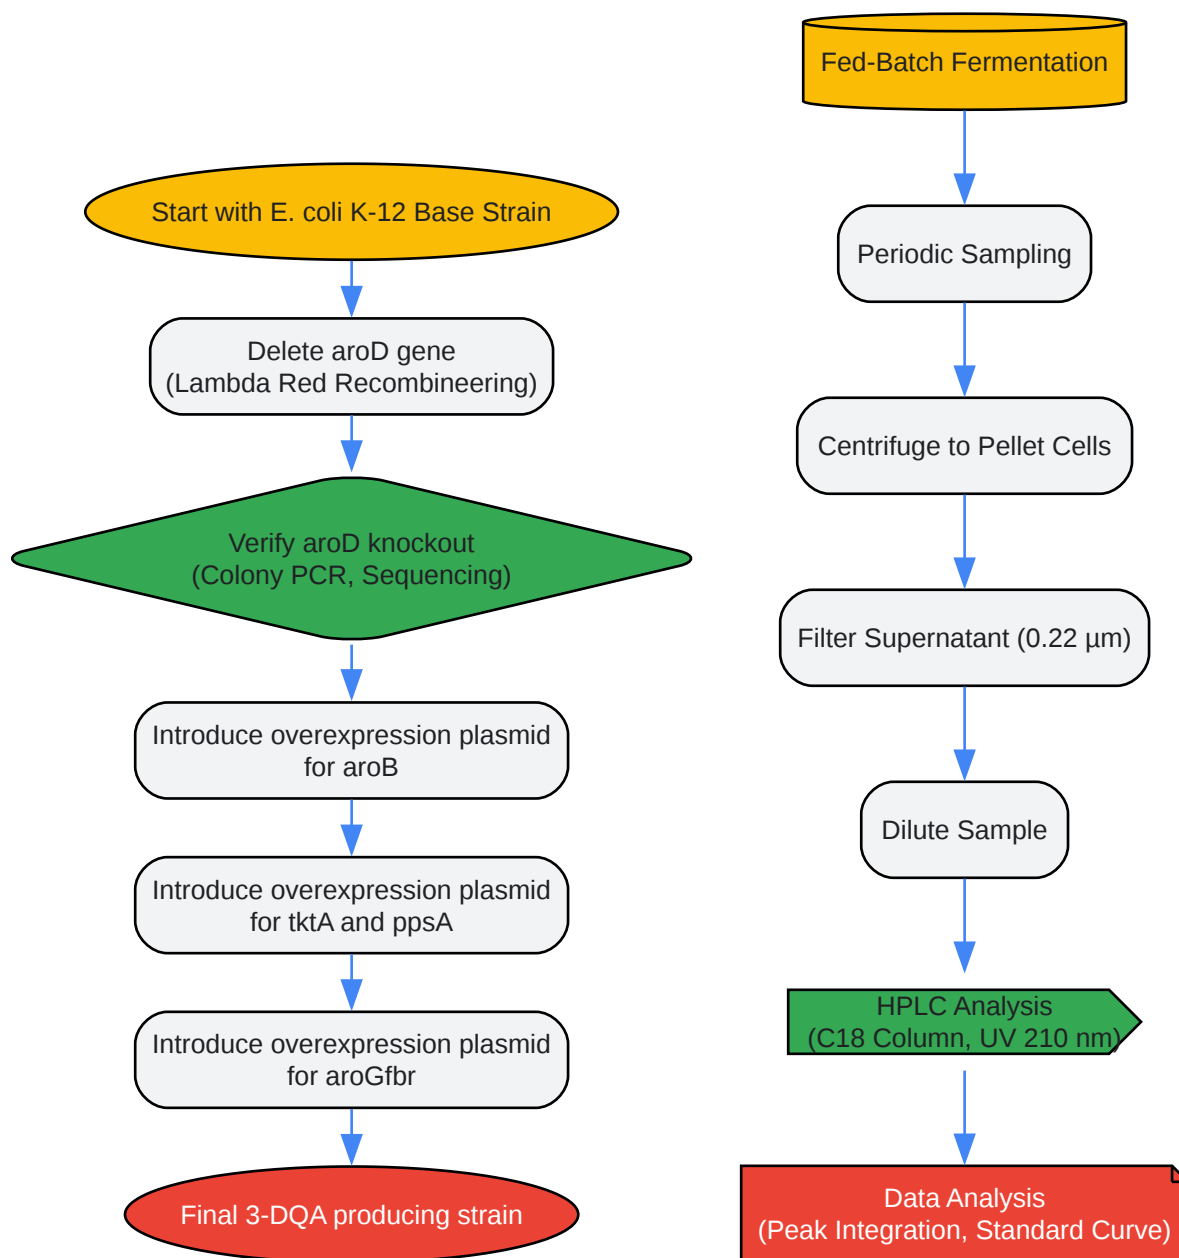 Start with E. coli K-12 Base Strain
Delete aroD gene
(Lambda Red Recombineering)
Verify aroD knockout
(Colony PCR, Sequencing)
Introduce overexpression plasmid
for aroB
Introduce overexpression plasmid
for tktA and ppsA
Introduce overexpression plasmid
for aroGfbr
Final 3-DQA producing strain
Fed-Batch Fermentation
Periodic Sampling
Centrifuge to Pellet Cells
Filter Supernatant (0.22 µm)
Dilute Sample
HPLC Analysis
(C18 Column, UV 210 nm)
Data Analysis
(Peak Integration, Standard Curve)